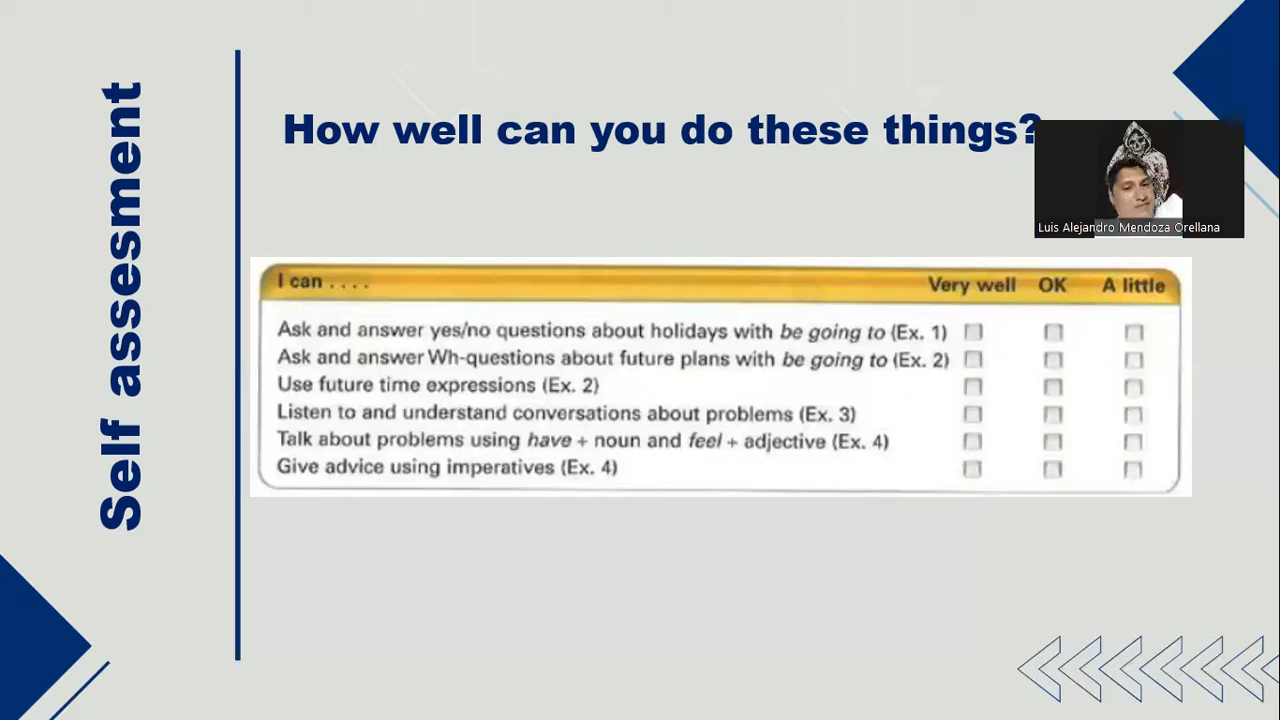 Self assesment
How well can you do these things?
Luis Alejandro Mendoza Orellana
I can . . . . Very well OK A little
Ask and answer yes/no questions about holidays with be going to (Ex. 1)
Ask and answer Wh-questions about future plans with be going to (Ex. 2)
Use future time expressions (Ex. 2)
Listen to and understand conversations about problems (Ex. 3)
Talk about problems using have + noun and feel + adjective (Ex. 4)
Give advice using imperatives (Ex. 4)